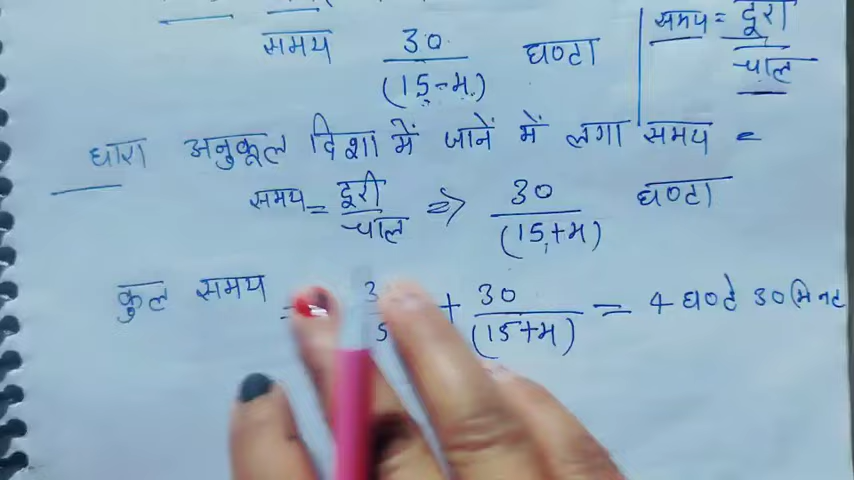 समय = दूरी / चाल
समय 30 / (15-म) घण्टा
धारा अनुकूल दिशा में जानें में लगा समय =
समय = दूरी / चाल ⇒ 30 / (15+म) घण्टा
कुल समय = + 30 / (15+म) = 4 घण्टे 30 मिनट